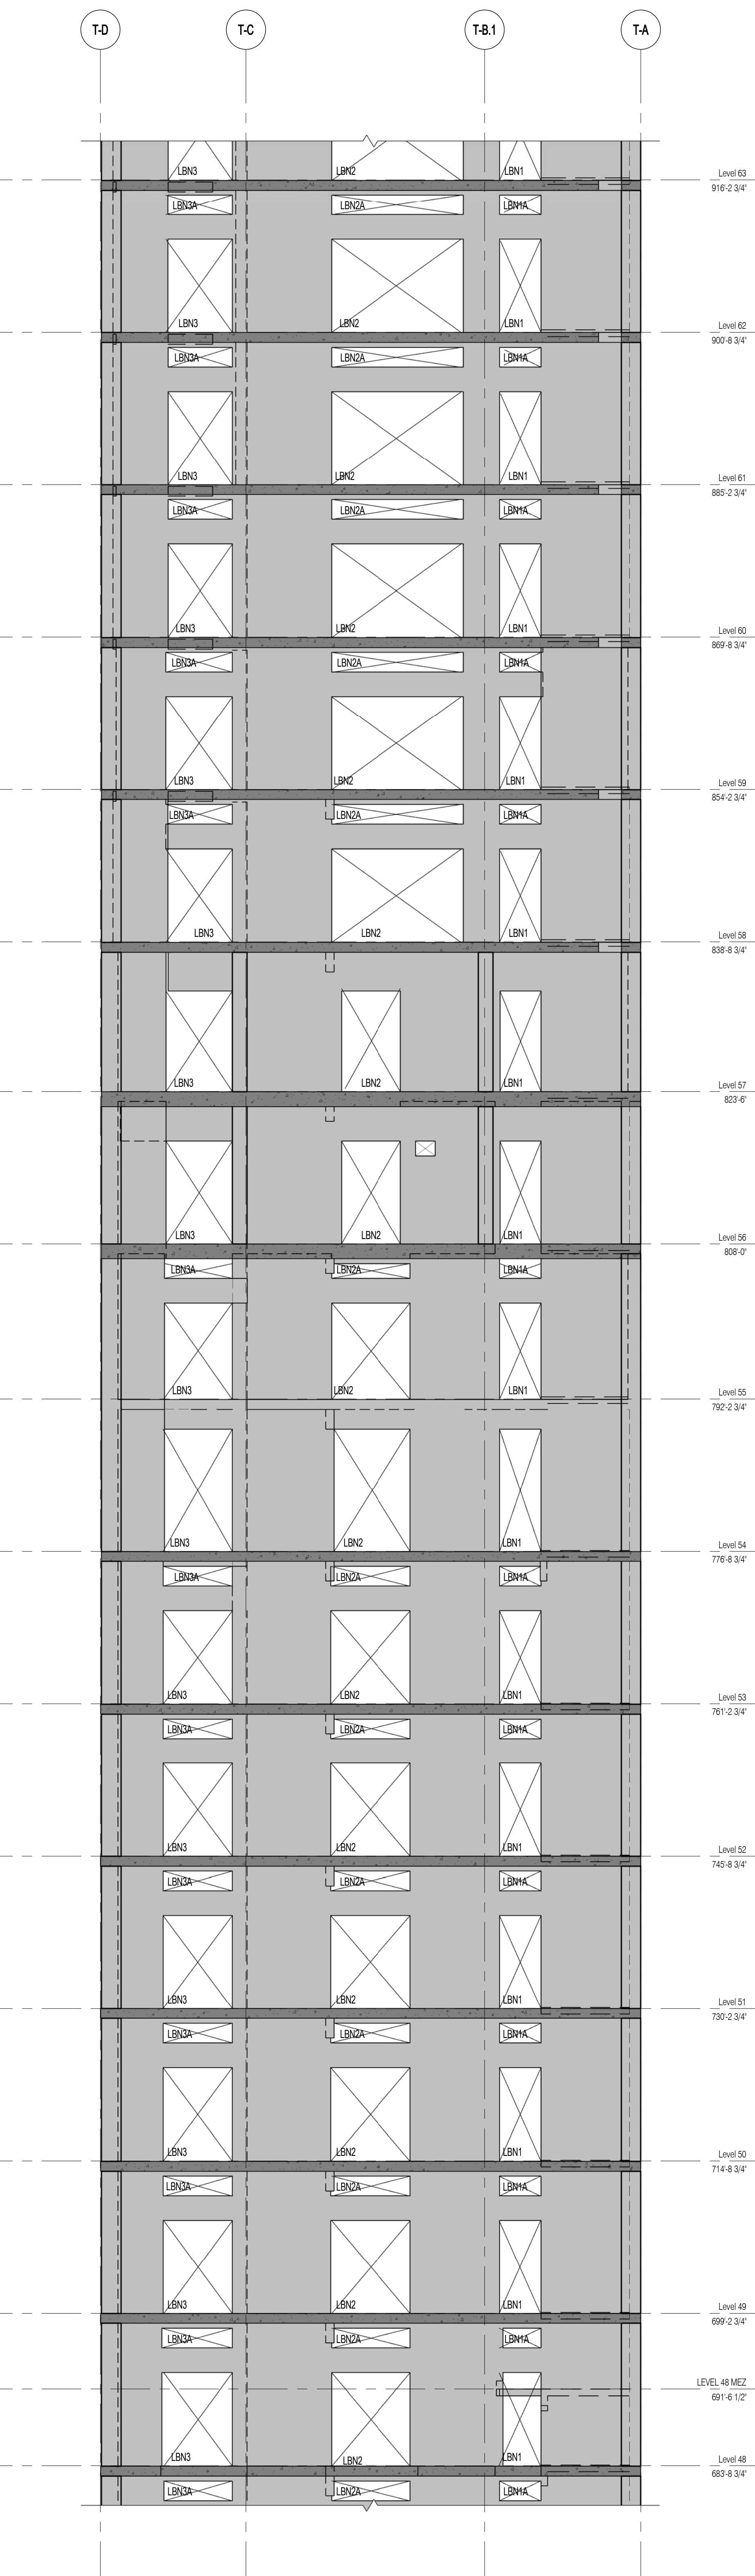 T-D T-C T-B.1 T-A
LBN3 LBN2 LBN1
Level 63
916'-2 3/4"
LBN3A LBN2A LBN1A
LBN3 LBN2 LBN1
Level 62
900'-8 3/4"
LBN3A LBN2A LBN1A
LBN3 LBN2 LBN1
Level 61
885'-2 3/4"
LBN3A LBN2A LBN1A
LBN3 LBN2 LBN1
Level 60
869'-8 3/4"
LBN3A LBN2A LBN1A
LBN3 LBN2 LBN1
Level 59
854'-2 3/4"
LBN3A LBN2A LBN1A
LBN3 LBN2 LBN1
Level 58
838'-8 3/4"
LBN3 LBN2 LBN1
Level 57
823'-6"
LBN3 LBN2 LBN1
Level 56
808'-0"
LBN3A LBN2A LBN1A
LBN3 LBN2 LBN1
Level 55
792'-2 3/4"
LBN3 LBN2 LBN1
Level 54
776'-8 3/4"
LBN3A LBN2A LBN1A
LBN3 LBN2 LBN1
Level 53
761'-2 3/4"
LBN3A LBN2A LBN1A
LBN3 LBN2 LBN1
Level 52
745'-8 3/4"
LBN3A LBN2A LBN1A
LBN3 LBN2 LBN1
Level 51
730'-2 3/4"
LBN3A LBN2A LBN1A
LBN3 LBN2 LBN1
Level 50
714'-8 3/4"
LBN3A LBN2A LBN1A
LBN3 LBN2 LBN1
Level 49
699'-2 3/4"
LBN3A LBN2A LBN1A
LEVEL 48 MEZ
691'-6 1/2"
LBN3 LBN2 LBN1
Level 48
683'-8 3/4"
LBN3A LBN2A LBN1A